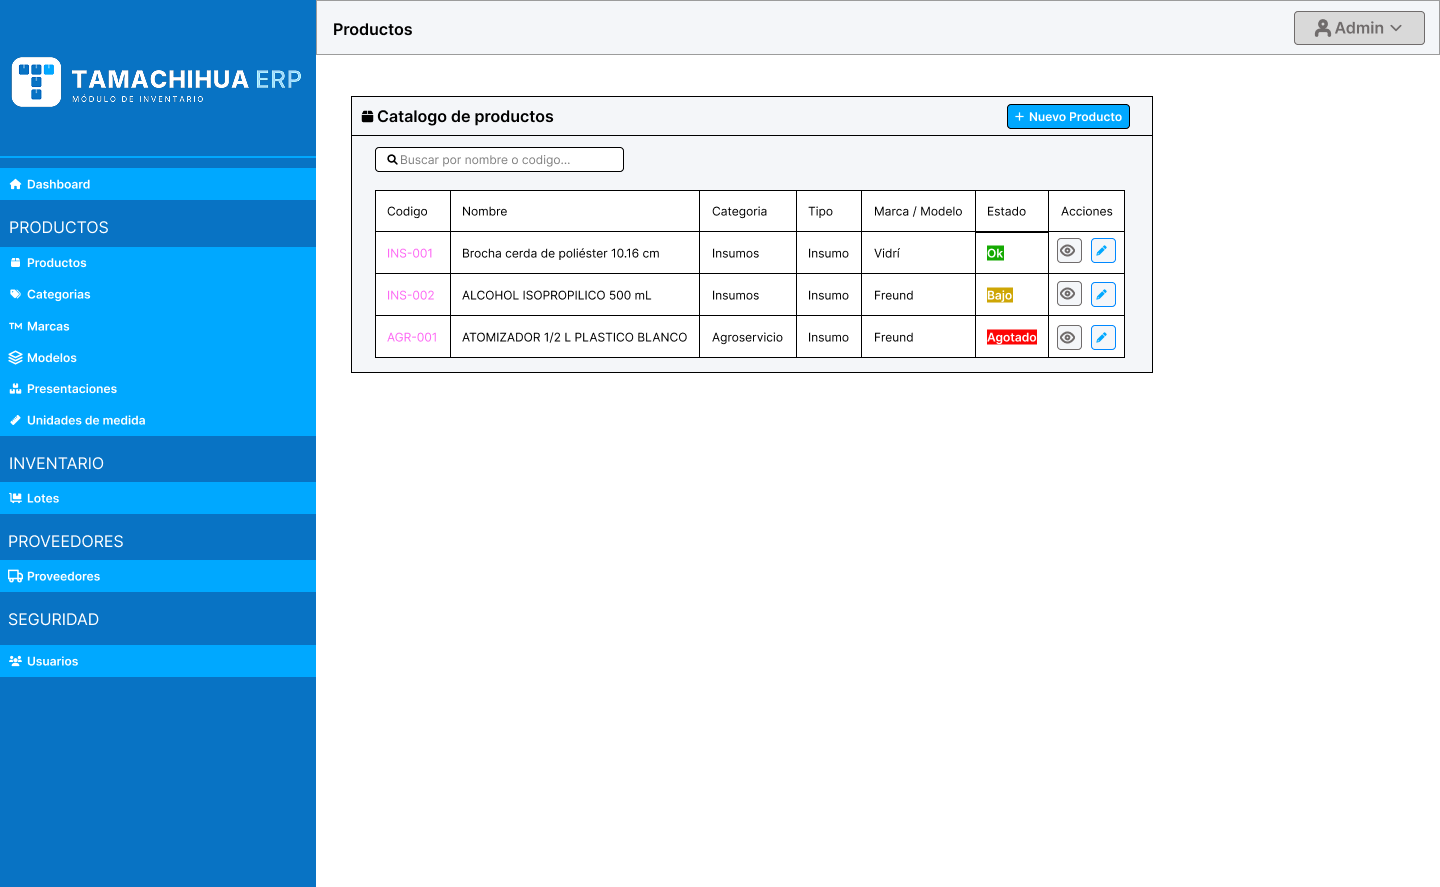 TAMACHIHUA ERP
MÓDULO DE INVENTARIO
Dashboard
PRODUCTOS
Productos
Categorias
TM Marcas
Modelos
Presentaciones
Unidades de medida
INVENTARIO
Lotes
PROVEEDORES
Proveedores
SEGURIDAD
Usuarios
Productos
Admin
Catalogo de productos
+ Nuevo Producto
Buscar por nombre o codigo...
Codigo Nombre Categoria Tipo Marca / Modelo Estado Acciones
INS-001 Brocha cerda de poliéster 10.16 cm Insumos Insumo Vidrí Ok
INS-002 ALCOHOL ISOPROPILICO 500 mL Insumos Insumo Freund Bajo
AGR-001 ATOMIZADOR 1/2 L PLASTICO BLANCO Agroservicio Insumo Freund Agotado